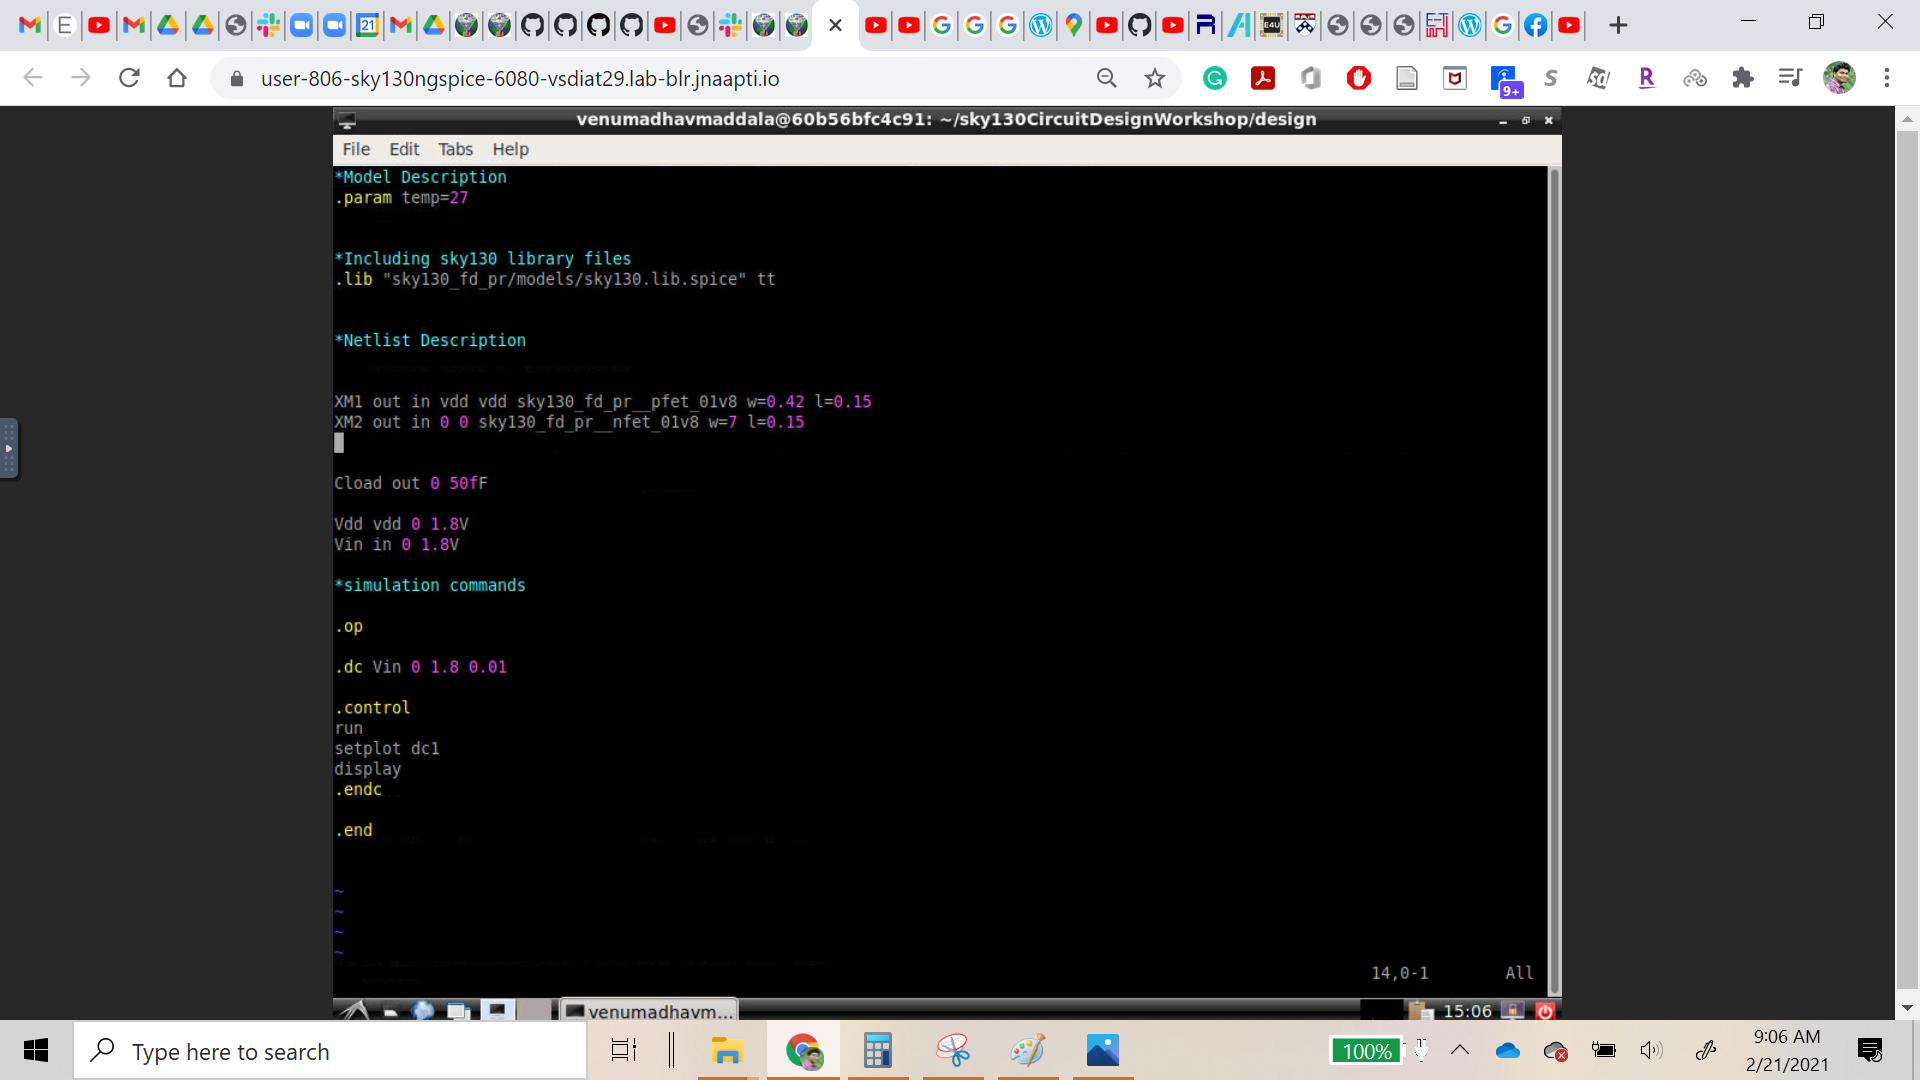 user-806-sky130ngspice-6080-vsdiat29.lab-blr.jnaapti.io
9+
venumadhavmaddala@60b56bfc4c91: ~/sky130CircuitDesignWorkshop/design
File Edit Tabs Help
*Model Description
.param temp=27
*Including sky130 library files
.lib "sky130_fd_pr/models/sky130.lib.spice" tt
*Netlist Description
XM1 out in vdd vdd sky130_fd_pr__pfet_01v8 w=0.42 l=0.15
XM2 out in 0 0 sky130_fd_pr__nfet_01v8 w=7 l=0.15
Cload out 0 50fF
Vdd vdd 0 1.8V
Vin in 0 1.8V
*simulation commands
.op
.dc Vin 0 1.8 0.01
.control
run
setplot dc1
display
.endc
.end
~
~
~
~
14,0-1 All
venumadhavm... 15:06
Type here to search
100%
9:06 AM
2/21/2021